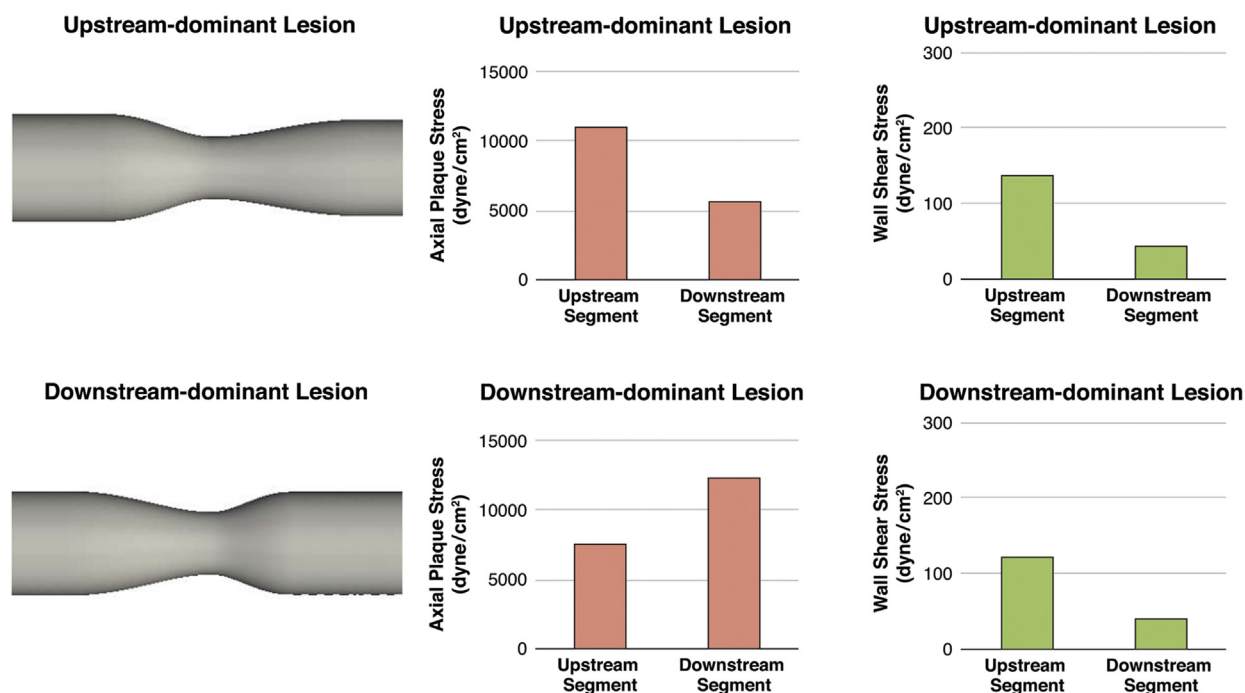 Upstream-dominant Lesion
Upstream-dominant Lesion
Axial Plaque Stress
(dyne/cm²)
15000
10000
5000
0
Upstream
Segment
Downstream
Segment
Upstream-dominant Lesion
Wall Shear Stress
(dyne/cm²)
300
200
100
0
Upstream
Segment
Downstream
Segment
Downstream-dominant Lesion
Downstream-dominant Lesion
Axial Plaque Stress
(dyne/cm²)
15000
10000
5000
0
Upstream
Segment
Downstream
Segment
Downstream-dominant Lesion
Wall Shear Stress
(dyne/cm²)
300
200
100
0
Upstream
Segment
Downstream
Segment